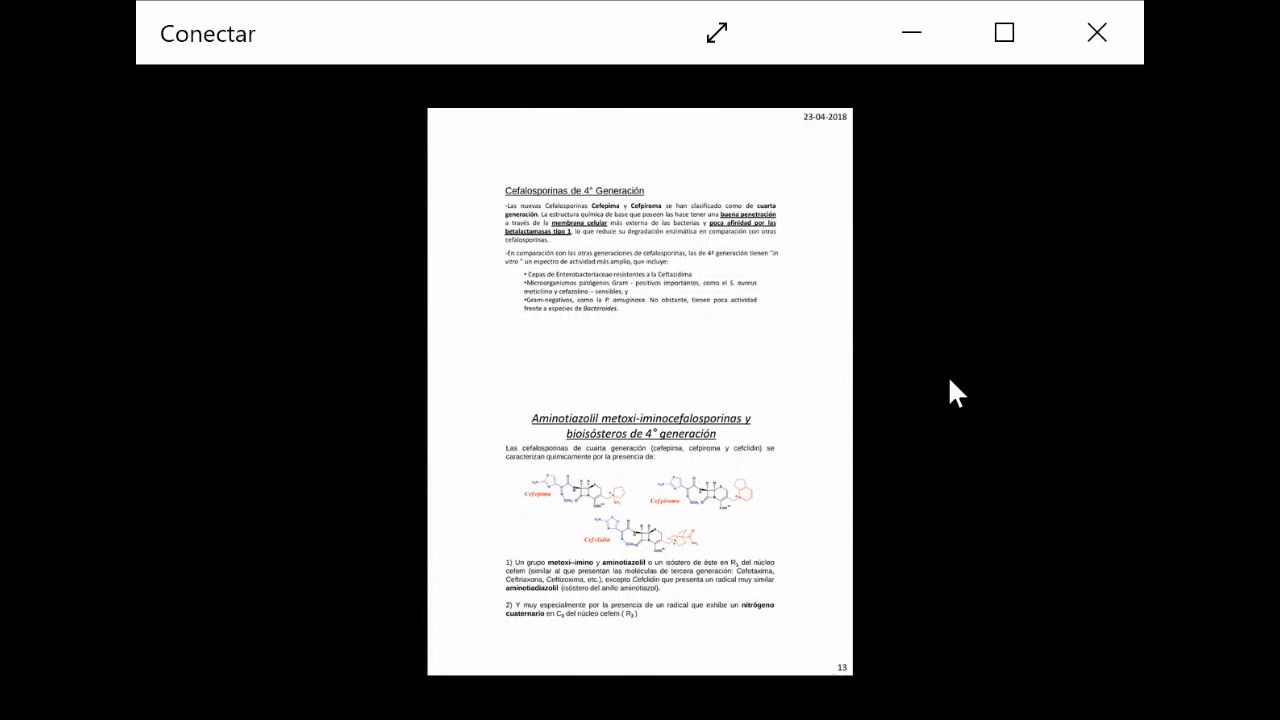 Conectar
23-04-2018
Cefalosporinas de 4° Generación
-Las nuevas Cefalosporinas Cefepima y Cefpiroma se han clasificado como de cuarta
generación. La estructura química de base que poseen las hace tener una buena penetración
a través de la membrana celular más externa de las bacterias y poca afinidad por las
betalactamasas tipo 1, lo que reduce su degradación enzimática en comparación con otras
cefalosporinas.
-En comparación con las otras generaciones de cefalosporinas, las de 4ª generación tienen "in
vitro " un espectro de actividad más amplio, que incluye:
• Cepas de Enterobacteriaceae resistentes a la Ceftazidima
•Microorganismos patógenos Gram - positivos importantes, como el S. aureus
meticilino y cefazolino – sensibles, y
•Gram-negativos, como la P. aeruginosa. No obstante, tienen poca actividad
frente a especies de Bacteroides.
Aminotiazolil metoxi-iminocefalosporinas y
bioisósteros de 4° generación
Las cefalosporinas de cuarta generación (cefepima, cefpiroma y cefclidin) se
caracterizan químicamente por la presencia de:
Cefepima
Cefpiroma
Cefclidin
1) Un grupo metoxi–imino y aminotiazolil o un isóstero de éste en R1 del núcleo
cefem (similar al que presentan las moléculas de tercera generación: Cefotaxima,
Ceftriaxona, Ceftizoxima, etc.), excepto Cefclidin que presenta un radical muy similar
aminotiadiazolil (isóstero del anillo aminotiazol).
2) Y muy especialmente por la presencia de un radical que exhibe un nitrógeno
cuaternario en C3 del núcleo cefem ( R2 )
13